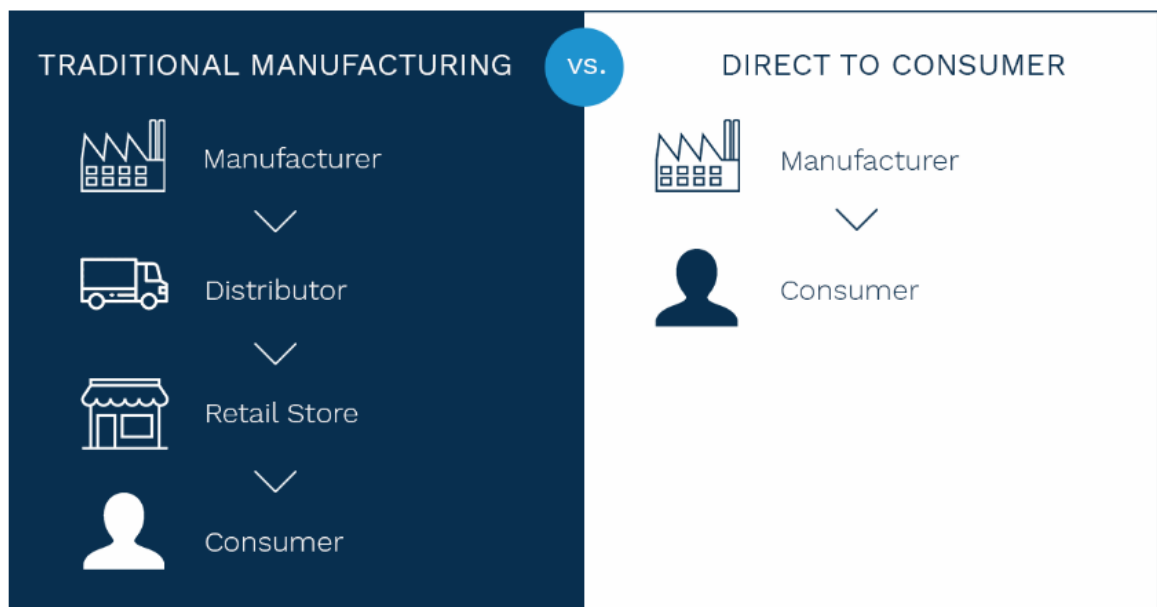 TRADITIONAL MANUFACTURING
vs.
DIRECT TO CONSUMER
Manufacturer
Distributor
Retail Store
Consumer
Manufacturer
Consumer